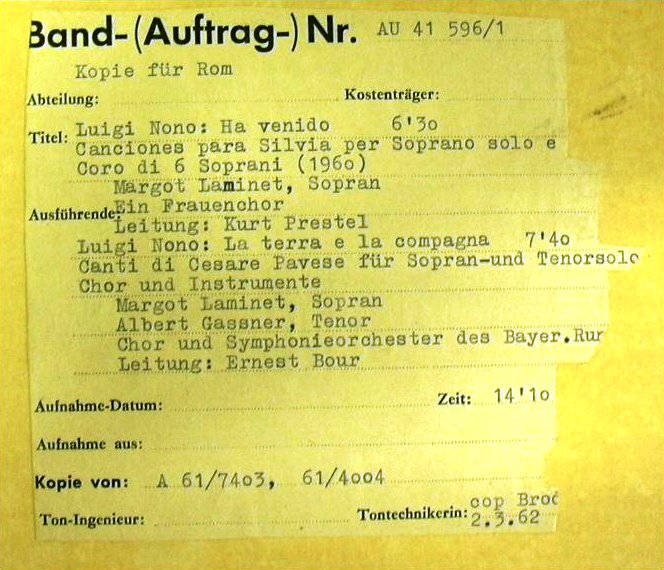 Band-(Auftrag-) Nr. AU 41 596/1
Kopie für Rom
Abteilung: Kostenträger:
Titel: Luigi Nono: Ha venido 6'3o
Canciones para Silvia per Soprano solo e
Coro di 6 Soprani (196o)
Margot Laminet, Sopran
Ausführende: Ein Frauenchor
Leitung: Kurt Prestel
Luigi Nono: La terra e la compagna 7'4o
Canti di Cesare Pavese für Sopran-und Tenorsolo
Chor und Instrumente
Margot Laminet, Sopran
Albert Gassner, Tenor
Chor und Symphonieorchester des Bayer.Run
Leitung: Ernest Bour
Aufnahme-Datum: Zeit: 14'1o
Aufnahme aus:
Kopie von: A 61/74o3, 61/4oo4
Ton-Ingenieur: Tontechnikerin: cop
2.3.62